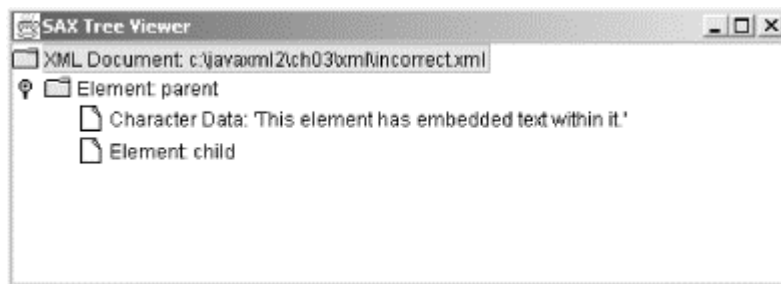 SAX Tree Viewer
XML Document: c:\javaxml2\ch03\xml\incorrect.xml
Element: parent
Character Data: 'This element has embedded text within it.'
Element: child